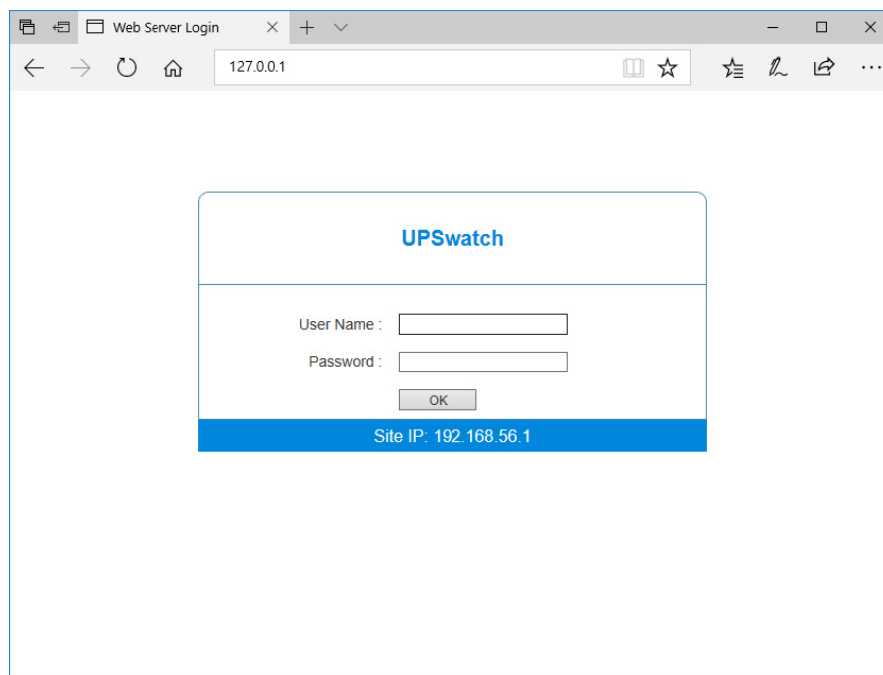 Web Server Login
127.0.0.1
UPSwatch
User Name :
Password :
OK
Site IP: 192.168.56.1